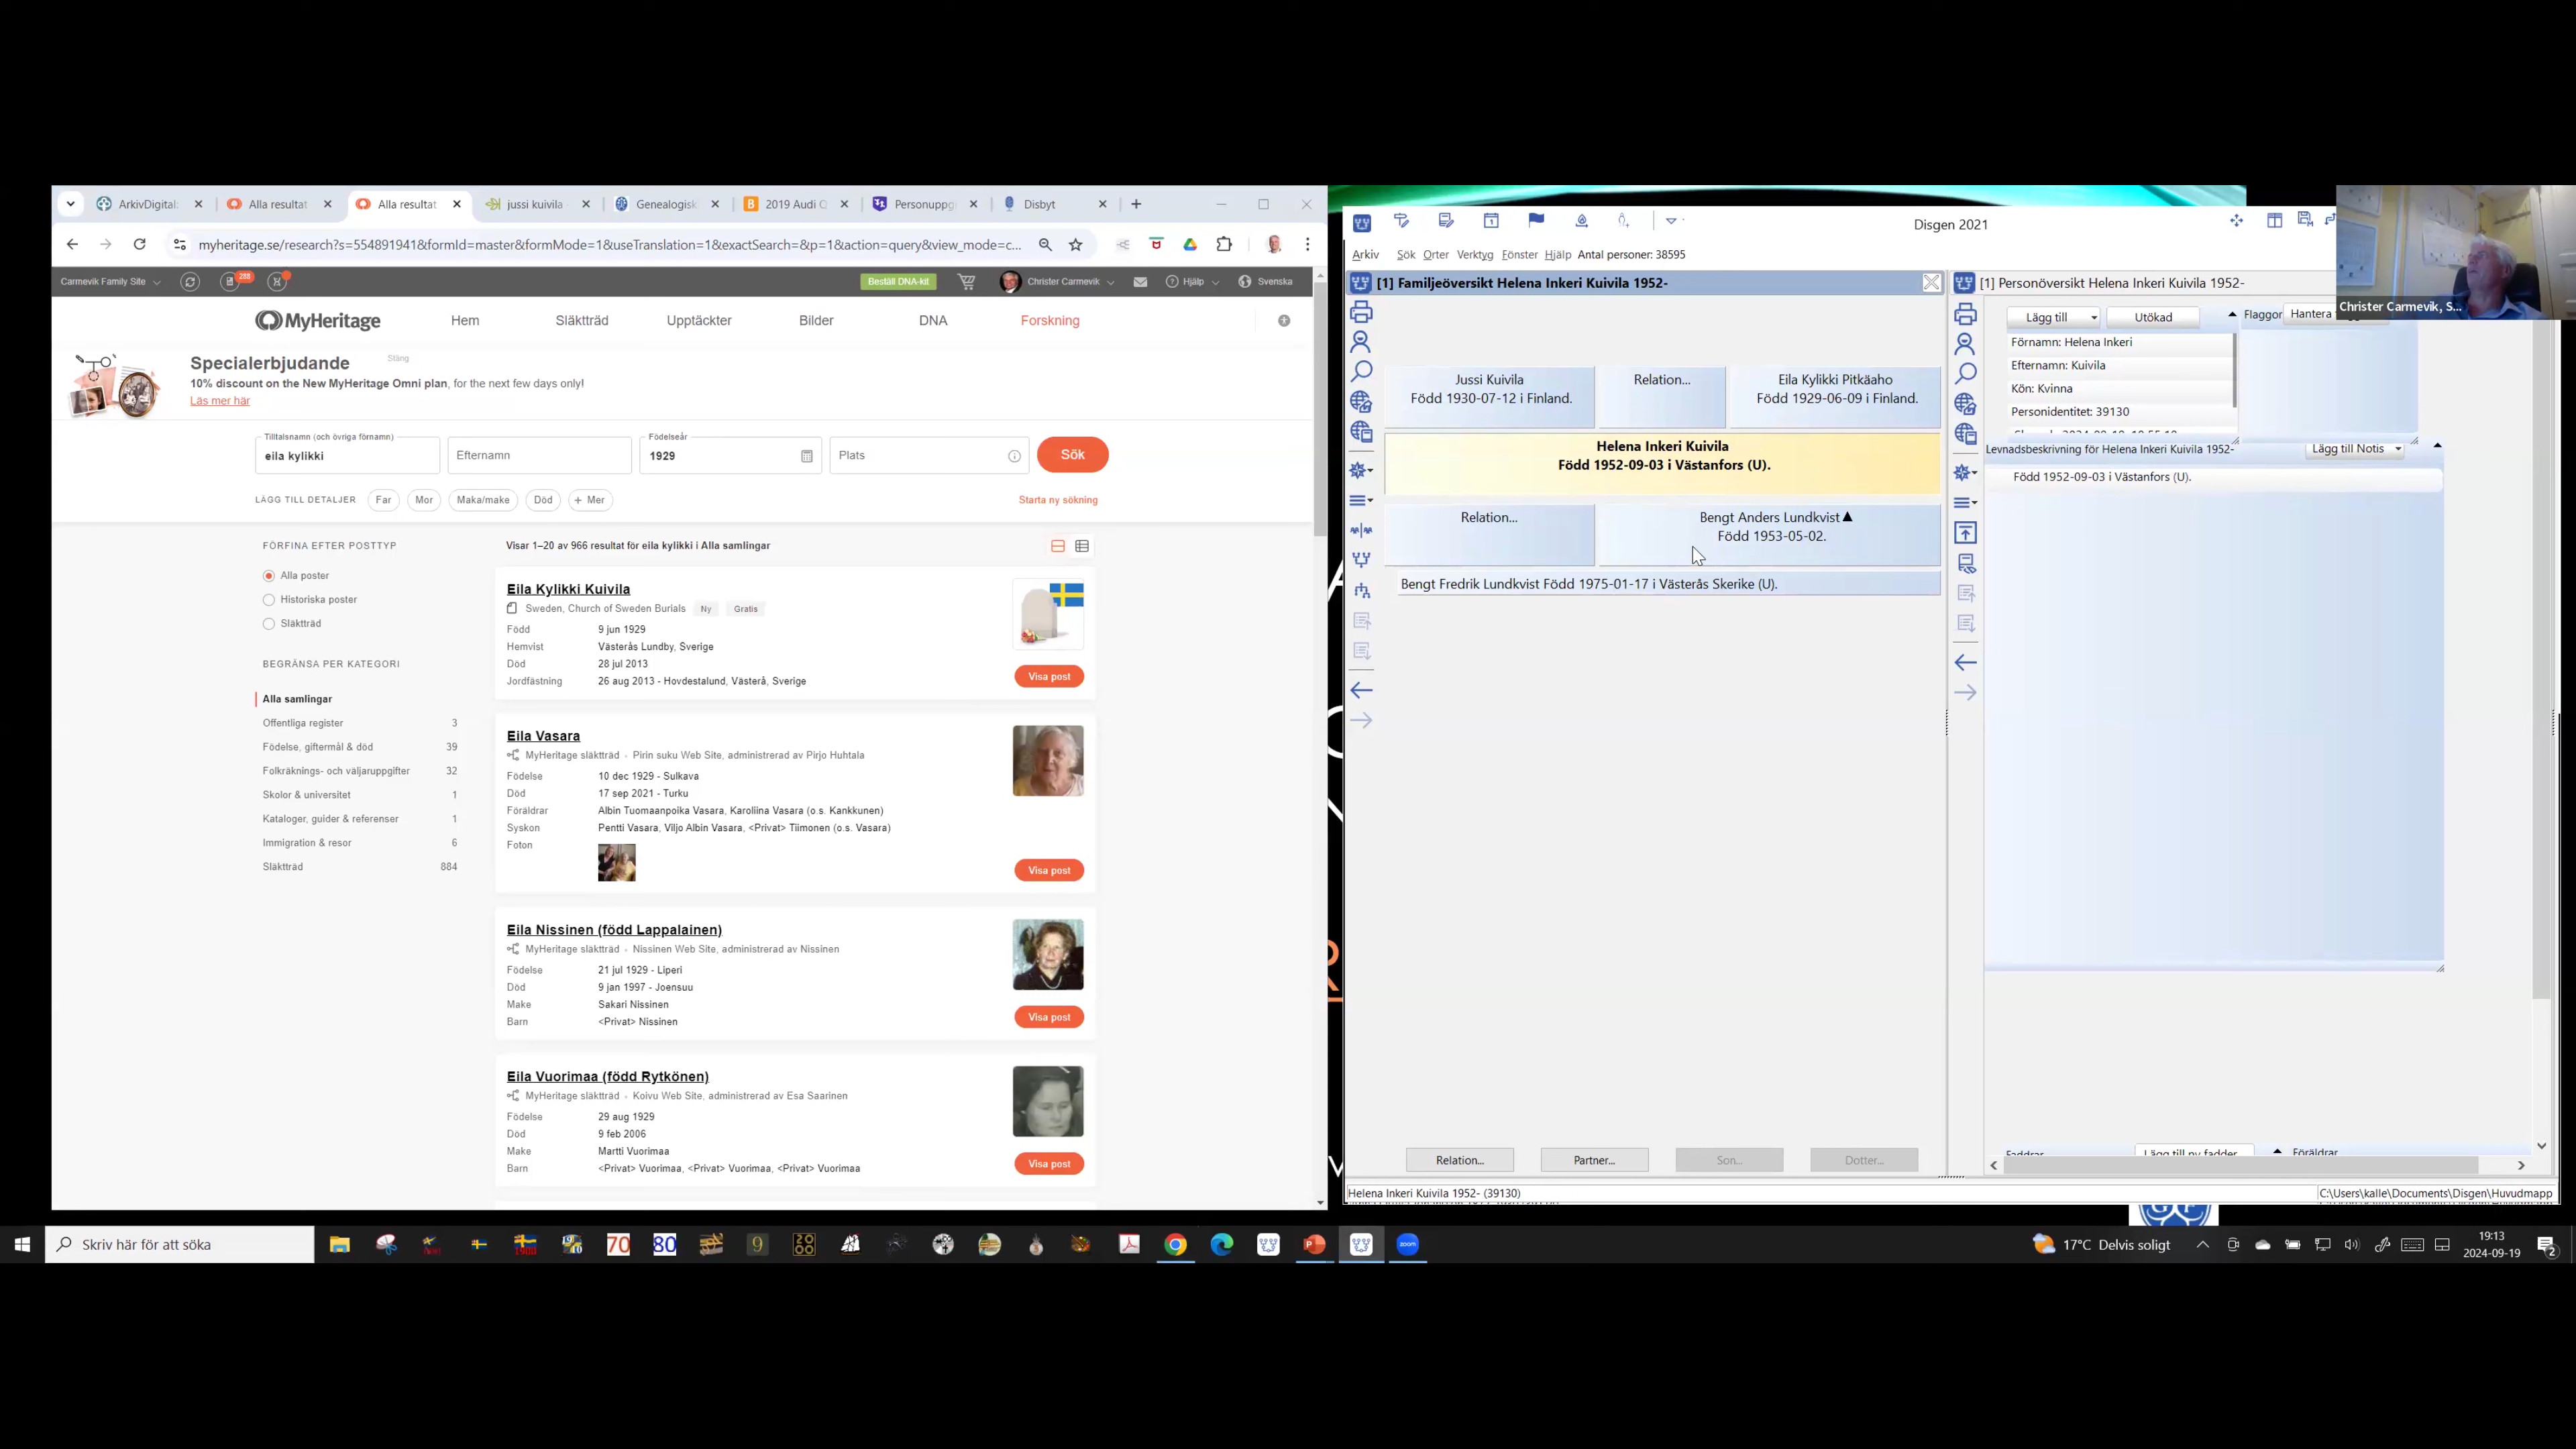 ArkivDigital
Alla resultat
Alla resultat
jussi kuivila
Genealogisk
2019 Audi Q
Personuppg
Disbyt
myheritage.se/research?s=554891941&formId=master&formMode=1&useTranslation=1&exactSearch=&p=1&action=query&view_mode=c...
Carmevik Family Site
288
Beställ DNA-kit
Christer Carmevik
Hjälp
Svenska
MyHeritage
Hem
Släktträd
Upptäckter
Bilder
DNA
Forskning
Specialerbjudande
Stäng
10% discount on the New MyHeritage Omni plan, for the next few days only!
Läs mer här
Tilltalsnamn (och övriga förnamn)
eila kylikki
Efternamn
Födelseår
1929
Plats
Sök
LÄGG TILL DETALJER
Far
Mor
Maka/make
Död
+ Mer
Starta ny sökning
FÖRFINA EFTER POSTTYP
Alla poster
Historiska poster
Släktträd
BEGRÄNSA PER KATEGORI
Alla samlingar
Offentliga register 3
Födelse, giftermål & död 39
Folkräknings- och väljaruppgifter 32
Skolor & universitet 1
Kataloger, guider & referenser 1
Immigration & resor 6
Släktträd 884
Visar 1–20 av 966 resultat för eila kylikki i Alla samlingar
Eila Kylikki Kuivila
Sweden, Church of Sweden Burials Ny Gratis
Född 9 jun 1929
Hemvist Västerås Lundby, Sverige
Död 28 jul 2013
Jordfästning 26 aug 2013 - Hovdestalund, Västerå, Sverige
Visa post
Eila Vasara
MyHeritage släktträd • Pirin suku Web Site, administrerad av Pirjo Huhtala
Födelse 10 dec 1929 - Sulkava
Död 17 sep 2021 - Turku
Föräldrar Albin Tuomaanpoika Vasara, Karoliina Vasara (o.s. Kankkunen)
Syskon Pentti Vasara, Viljo Albin Vasara, <Privat> Tiimonen (o.s. Vasara)
Foton
Visa post
Eila Nissinen (född Lappalainen)
MyHeritage släktträd • Nissinen Web Site, administrerad av Nissinen
Födelse 21 jul 1929 - Liperi
Död 9 jan 1997 - Joensuu
Make Sakari Nissinen
Barn <Privat> Nissinen
Visa post
Eila Vuorimaa (född Rytkönen)
MyHeritage släktträd • Koivu Web Site, administrerad av Esa Saarinen
Födelse 29 aug 1929
Död 9 feb 2006
Make Martti Vuorimaa
Barn <Privat> Vuorimaa, <Privat> Vuorimaa, <Privat> Vuorimaa
Visa post
Disgen 2021
Arkiv Sök Orter Verktyg Fönster Hjälp Antal personer: 38595
[1] Familjeöversikt Helena Inkeri Kuivila 1952-
Jussi Kuivila
Född 1930-07-12 i Finland.
Relation...
Eila Kylikki Pitkäaho
Född 1929-06-09 i Finland.
Helena Inkeri Kuivila
Född 1952-09-03 i Västanfors (U).
Relation...
Bengt Anders Lundkvist▲
Född 1953-05-02.
Bengt Fredrik Lundkvist Född 1975-01-17 i Västerås Skerike (U).
Relation...
Partner...
Son...
Dotter...
Helena Inkeri Kuivila 1952- (39130)
[1] Personöversikt Helena Inkeri Kuivila 1952-
Lägg till
Utökad
Flaggor
Hantera
Förnamn: Helena Inkeri
Efternamn: Kuivila
Kön: Kvinna
Personidentitet: 39130
Levnadsbeskrivning för Helena Inkeri Kuivila 1952-
Lägg till Notis
Född 1952-09-03 i Västanfors (U).
Faddrar
Lägg till ny fadder
Föräldrar
C:\Users\kalle\Documents\Disgen\Huvudmapp
Christer Carmevik, S...
Skriv här för att söka
70
80
9
zoom
17°C Delvis soligt
19:13
2024-09-19
2